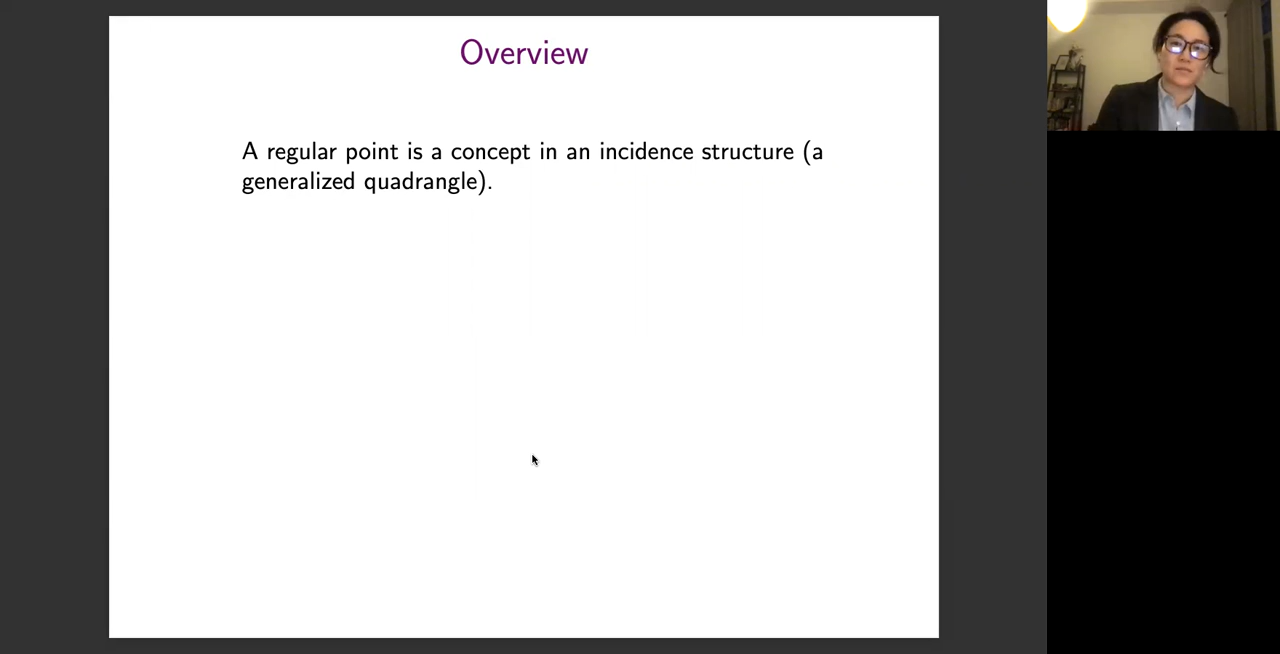 Overview
A regular point is a concept in an incidence structure (a
generalized quadrangle).